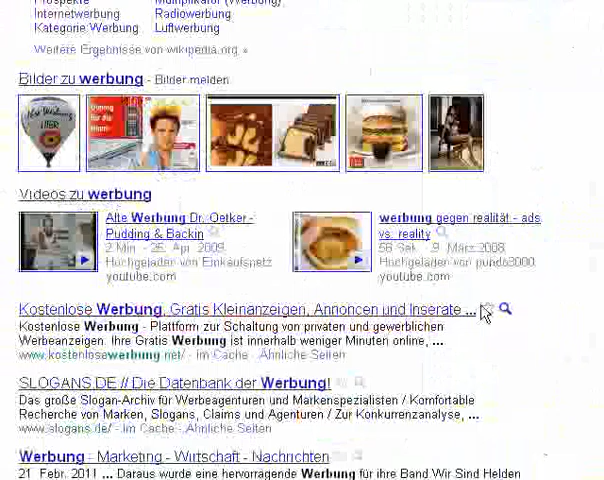 Prospekte Multiplikator (Werbung)
Internetwerbung Radiowerbung
Kategorie:Werbung Luftwerbung
Weitere Ergebnisse von wikipedia.org »
Bilder zu werbung - Bilder melden
Videos zu werbung
Alte Werbung Dr. Oetker -
Pudding & Backin
2 Min. - 25. Apr. 2009
Hochgeladen von Einkaufsnetz
youtube.com
werbung gegen realität - ads
vs. reality
56 Sek. - 9. März 2008
Hochgeladen von pundo3000
youtube.com
Kostenlose Werbung, Gratis Kleinanzeigen, Annoncen und Inserate ...
Kostenlose Werbung - Plattform zur Schaltung von privaten und gewerblichen
Werbeanzeigen. Ihre Gratis Werbung ist innerhalb weniger Minuten online, ...
www.kostenlosewerbung.net/ - Im Cache - Ähnliche Seiten
SLOGANS.DE // Die Datenbank der Werbung!
Das große Slogan-Archiv für Werbeagenturen und Markenspezialisten / Komfortable
Recherche von Marken, Slogans, Claims und Agenturen / Zur Konkurrenzanalyse, ...
www.slogans.de/ - Im Cache - Ähnliche Seiten
Werbung - Marketing - Wirtschaft - Nachrichten
21. Febr. 2011 ... Daraus wurde eine hervorragende Werbung für ihre Band Wir Sind Helden